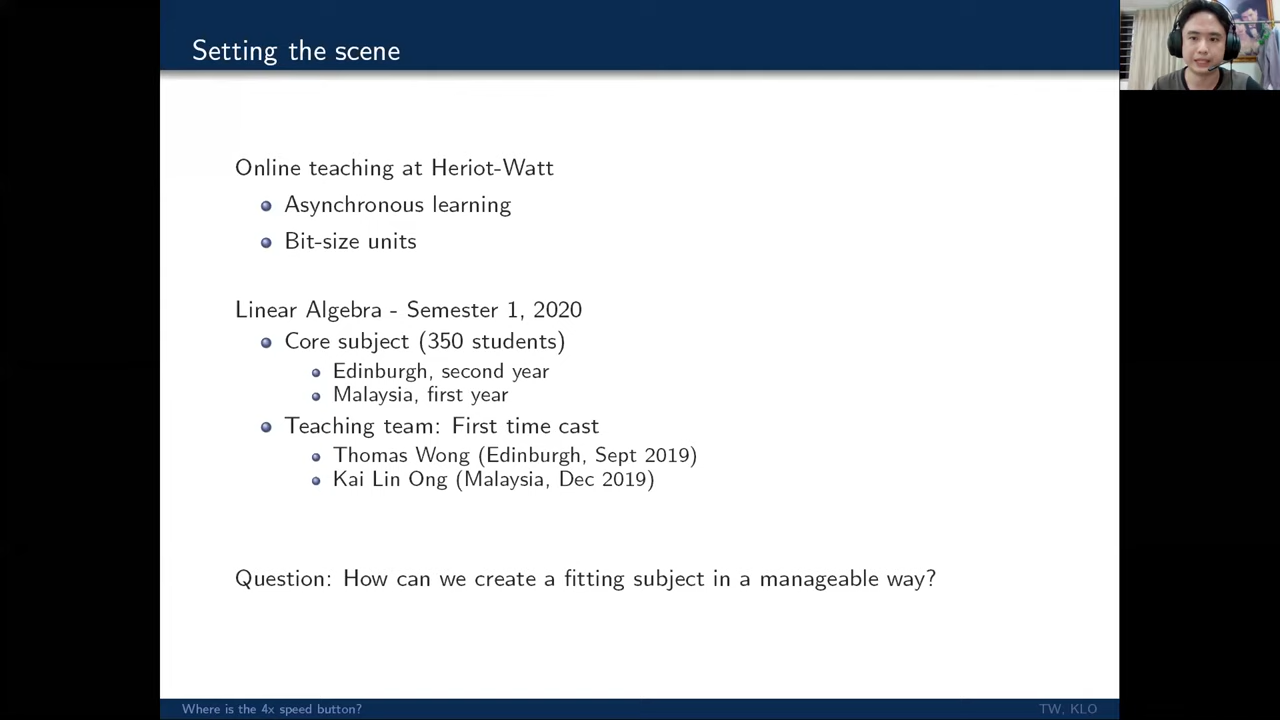 Setting the scene
Online teaching at Heriot-Watt
Asynchronous learning
Bit-size units
Linear Algebra - Semester 1, 2020
Core subject (350 students)
Edinburgh, second year
Malaysia, first year
Teaching team: First time cast
Thomas Wong (Edinburgh, Sept 2019)
Kai Lin Ong (Malaysia, Dec 2019)
Question: How can we create a fitting subject in a manageable way?
Where is the 4x speed button?
TW, KLO